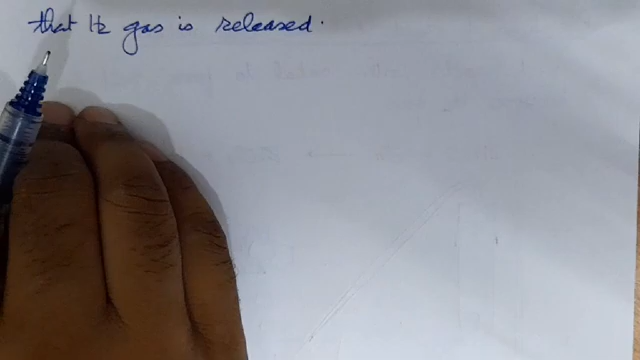 that H₂ gas is released.